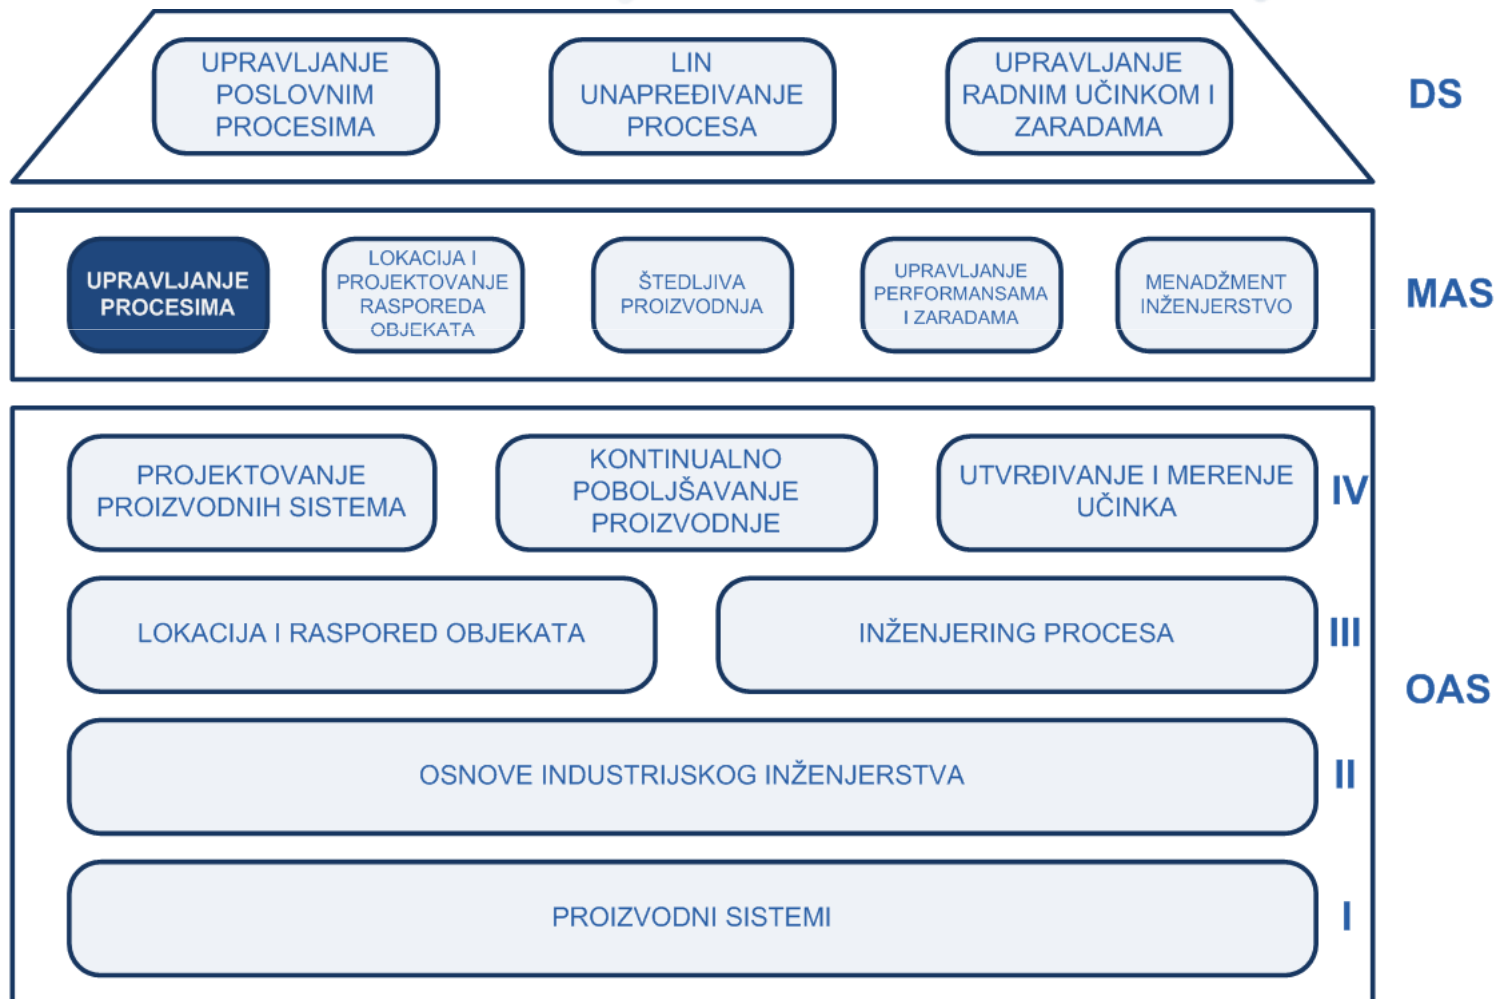 UPRAVLJANJE
POSLOVNIM
PROCESIMA
LIN
UNAPREĐIVANJE
PROCESA
UPRAVLJANJE
RADNIM UČINKOM I
ZARADAMA
DS
UPRAVLJANJE
PROCESIMA
LOKACIJA I
PROJEKTOVANJE
RASPOREDA
OBJEKATA
ŠTEDLJIVA
PROIZVODNJA
UPRAVLJANJE
PERFORMANSAMA
I ZARADAMA
MENADŽMENT
INŽENJERSTVO
MAS
PROJEKTOVANJE
PROIZVODNIH SISTEMA
KONTINUALNO
POBOLJŠAVANJE
PROIZVODNJE
UTVRĐIVANJE I MERENJE
UČINKA
IV
LOKACIJA I RASPORED OBJEKATA
INŽENJERING PROCESA
III
OAS
OSNOVE INDUSTRIJSKOG INŽENJERSTVA
II
PROIZVODNI SISTEMI
I